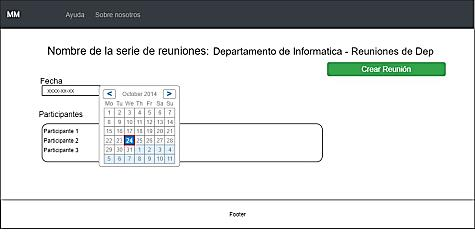 MM Ayuda Sobre nosotros
Nombre de la serie de reuniones: Departamento de Informatica - Reuniones de Dep
Crear Reunión
Fecha
xxxx-xx-xx
< October 2014 >
Mo Tu We Th Fr Sa Su
1 2 3 4 5 6 7
8 9 10 11 12 13 14
15 16 17 18 19 20 21
22 23 24 25 26 27 28
29 30 31 1 2 3 4
5 6 7 8 9 10 11
Participantes
Participante 1
Participante 2
Participante 3
Footer